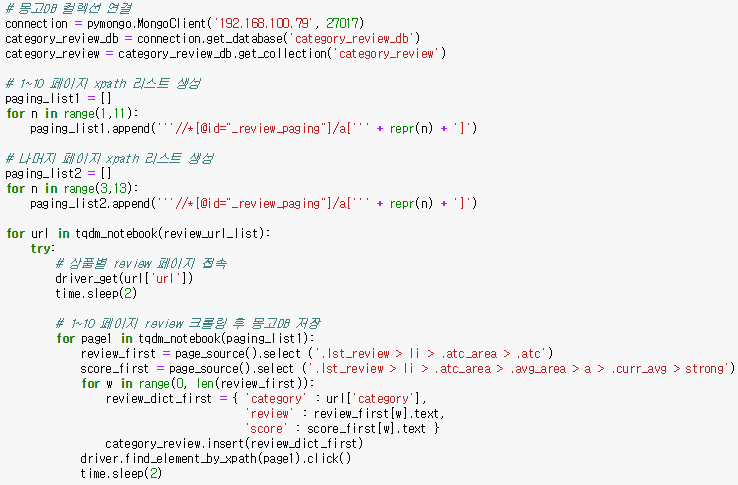 # 몽고DB 컬렉션 연결
connection = pymongo.MongoClient('192.168.100.79', 27017)
category_review_db = connection.get_database('category_review_db')
category_review = category_review_db.get_collection('category_review')

# 1~10 페이지 xpath 리스트 생성
paging_list1 = []
for n in range(1,11):
    paging_list1.append('''//*[@id="_review_paging"]/a[''' + repr(n) + ']')

# 나머지 페이지 xpath 리스트 생성
paging_list2 = []
for n in range(3,13):
    paging_list2.append('''//*[@id="_review_paging"]/a[''' + repr(n) + ']')

for url in tqdm_notebook(review_url_list):
    try:
        # 상품별 review 페이지 접속
        driver_get(url['url'])
        time.sleep(2)

        # 1~10 페이지 review 크롤링 후 몽고DB 저장
        for page1 in tqdm_notebook(paging_list1):
            review_first = page_source().select ('.lst_review > li > .atc_area > .atc')
            score_first = page_source().select ('.lst_review > li > .atc_area > .avg_area > a > .curr_avg > strong')
            for w in range(0, len(review_first)):
                review_dict_first = { 'category' : url['category'],
                                      'review' : review_first[w].text,
                                      'score' : score_first[w].text }
                category_review.insert(review_dict_first)
            driver.find_element_by_xpath(page1).click()
            time.sleep(2)